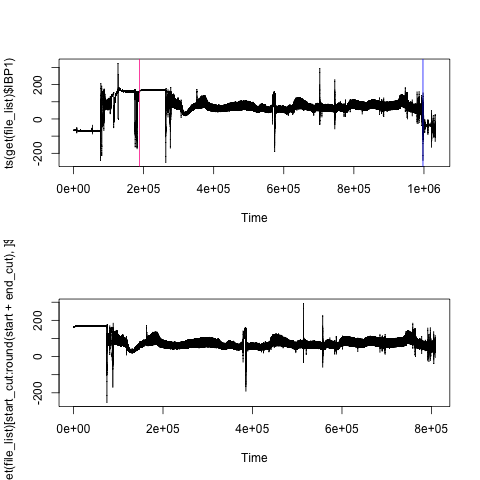 ts(get(file_list)$IBP1)
-200 0 200
0e+00 2e+05 4e+05 6e+05 8e+05 1e+06
Time
et(file_list)[start_cut:round(start + end_cut), ]
-200 0 200
0e+00 2e+05 4e+05 6e+05 8e+05
Time